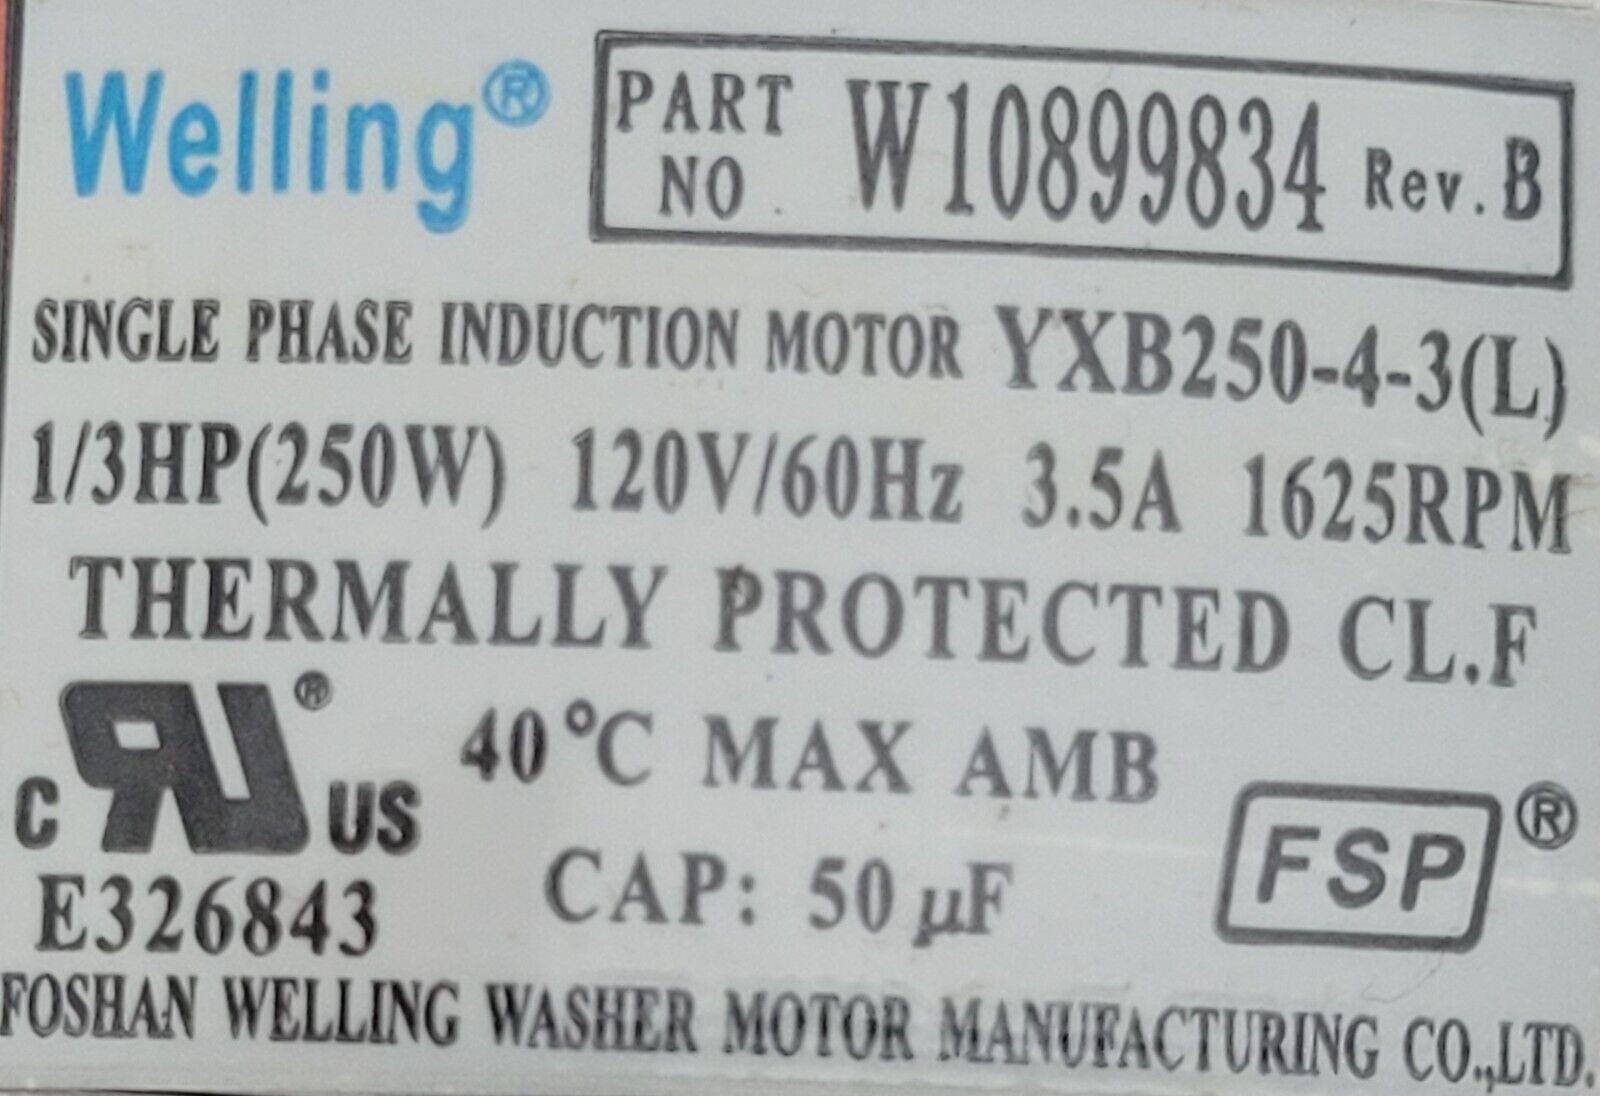 Welling®
PART NO. W10899834 Rev. B
SINGLE PHASE INDUCTION MOTOR YXB250-4-3(L)
1/3HP(250W) 120V/60Hz 3.5A 1625RPM
THERMALLY PROTECTED CL.F
c RU® US
40°C MAX AMB
E326843
CAP: 50 µF
FSP®
FOSHAN WELLING WASHER MOTOR MANUFACTURING CO.,LTD.